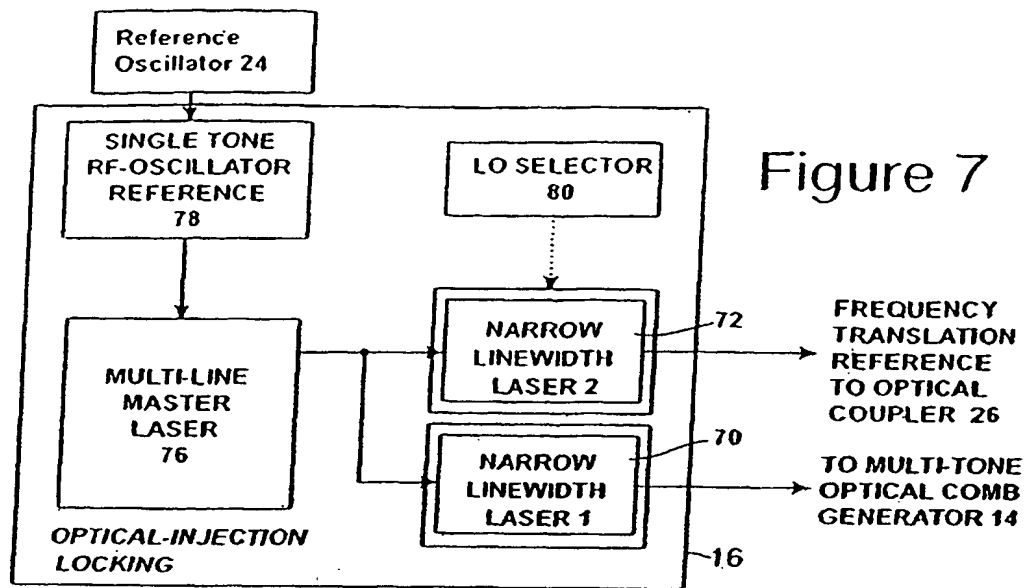 Reference
Oscillator 24
SINGLE TONE
RF-OSCILLATOR
REFERENCE
78
LO SELECTOR
80
Figure 7
MULTI-LINE
MASTER
LASER
76
NARROW
LINEWIDTH
LASER 2
72
FREQUENCY
TRANSLATION
REFERENCE
TO OPTICAL
COUPLER 26
NARROW
LINEWIDTH
LASER 1
70
TO MULTI-TONE
OPTICAL COMB
GENERATOR 14
OPTICAL-INJECTION
LOCKING
16